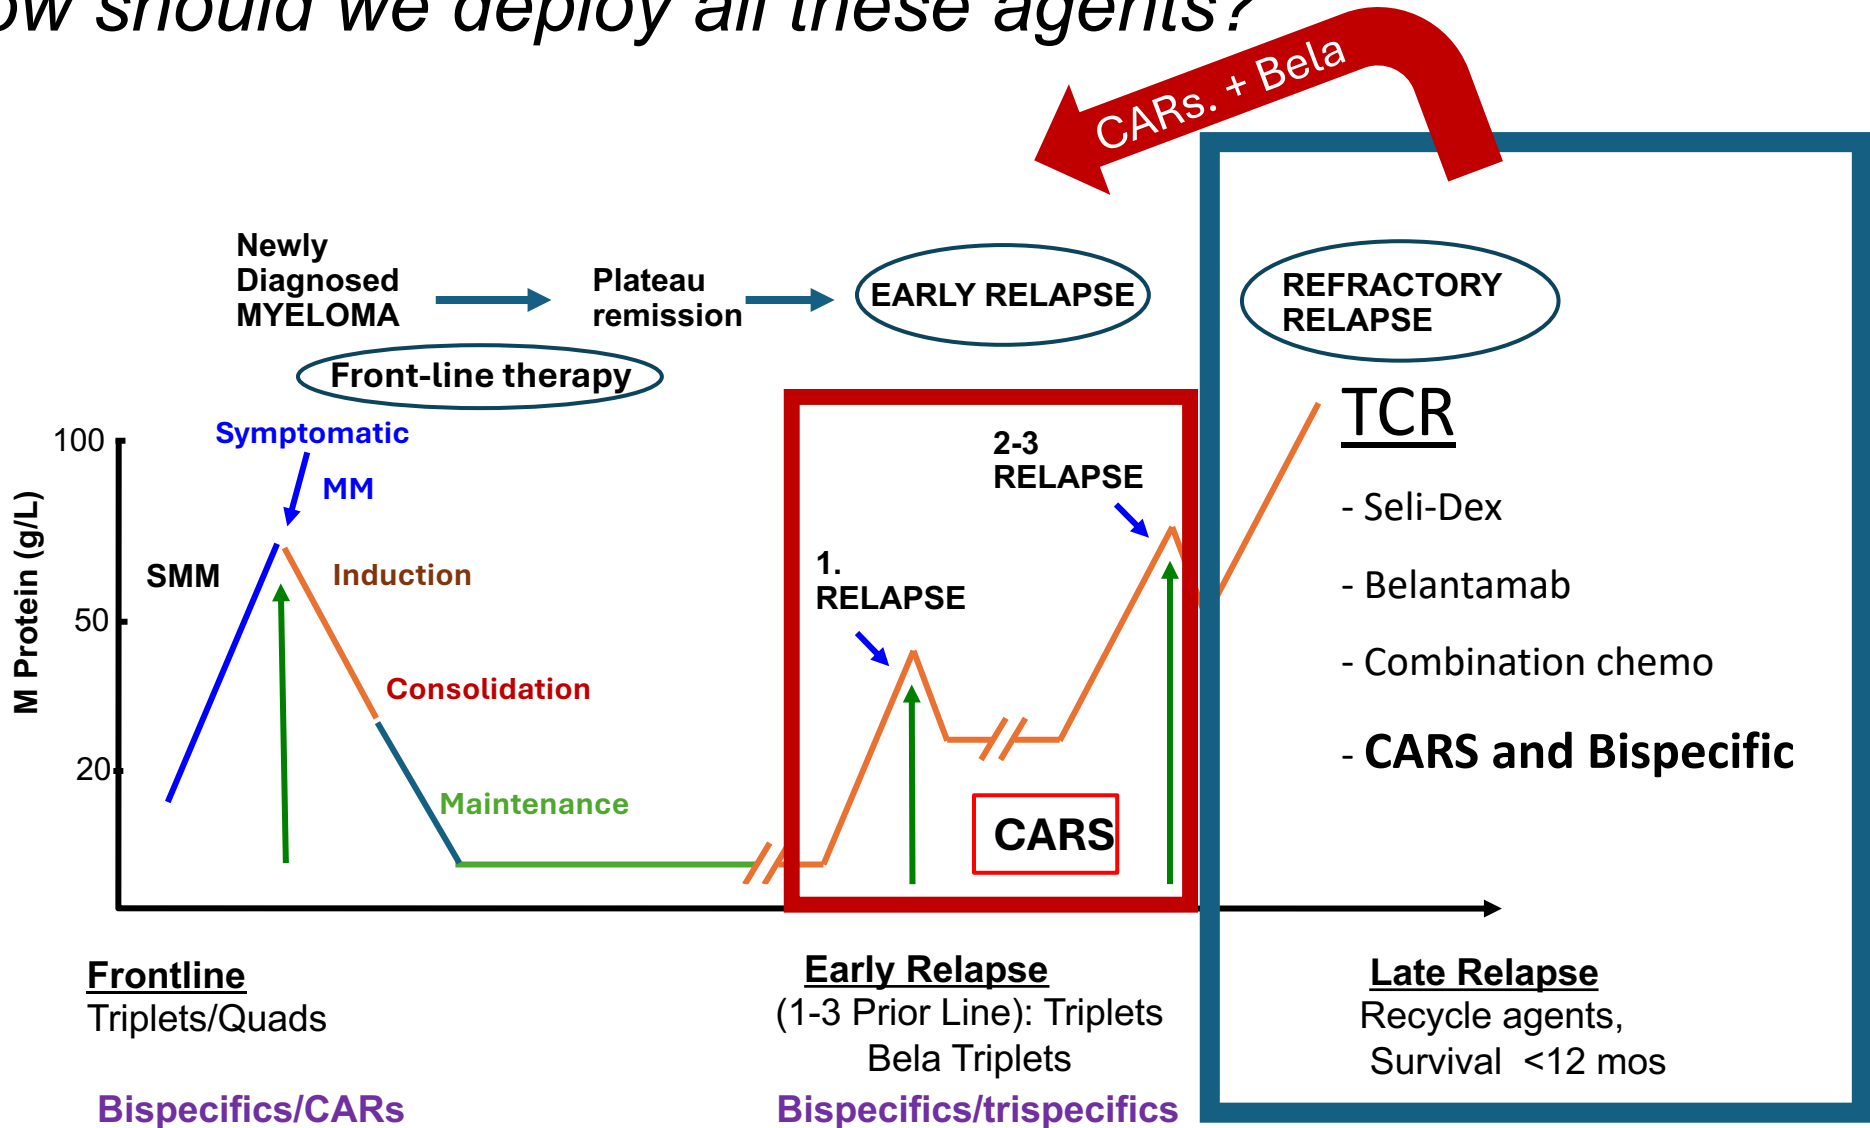 ow should we deploy all these agents?
CARs. + Bela
Newly
Diagnosed
MYELOMA
Plateau
remission
EARLY RELAPSE
REFRACTORY
RELAPSE
Front-line therapy
TCR
- Seli-Dex
- Belantamab
- Combination chemo
- CARS and Bispecific
M Protein (g/L)
100
50
20
Symptomatic
MM
SMM
Induction
Consolidation
Maintenance
1.
RELAPSE
2-3
RELAPSE
CARS
Frontline
Triplets/Quads
Bispecifics/CARs
Early Relapse
(1-3 Prior Line): Triplets
Bela Triplets
Bispecifics/trispecifics
Late Relapse
Recycle agents,
Survival <12 mos